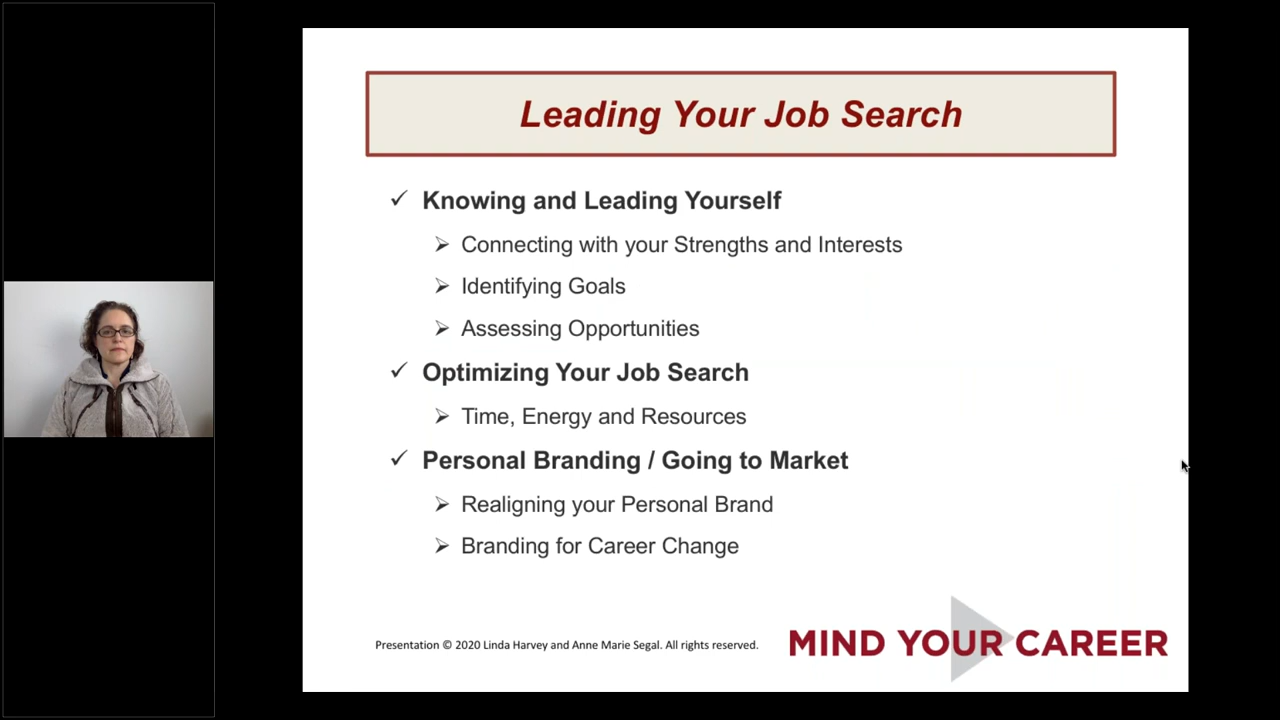 Leading Your Job Search
✓ Knowing and Leading Yourself
➢ Connecting with your Strengths and Interests
➢ Identifying Goals
➢ Assessing Opportunities
✓ Optimizing Your Job Search
➢ Time, Energy and Resources
✓ Personal Branding / Going to Market
➢ Realigning your Personal Brand
➢ Branding for Career Change
Presentation © 2020 Linda Harvey and Anne Marie Segal. All rights reserved.
MIND YOUR CAREER